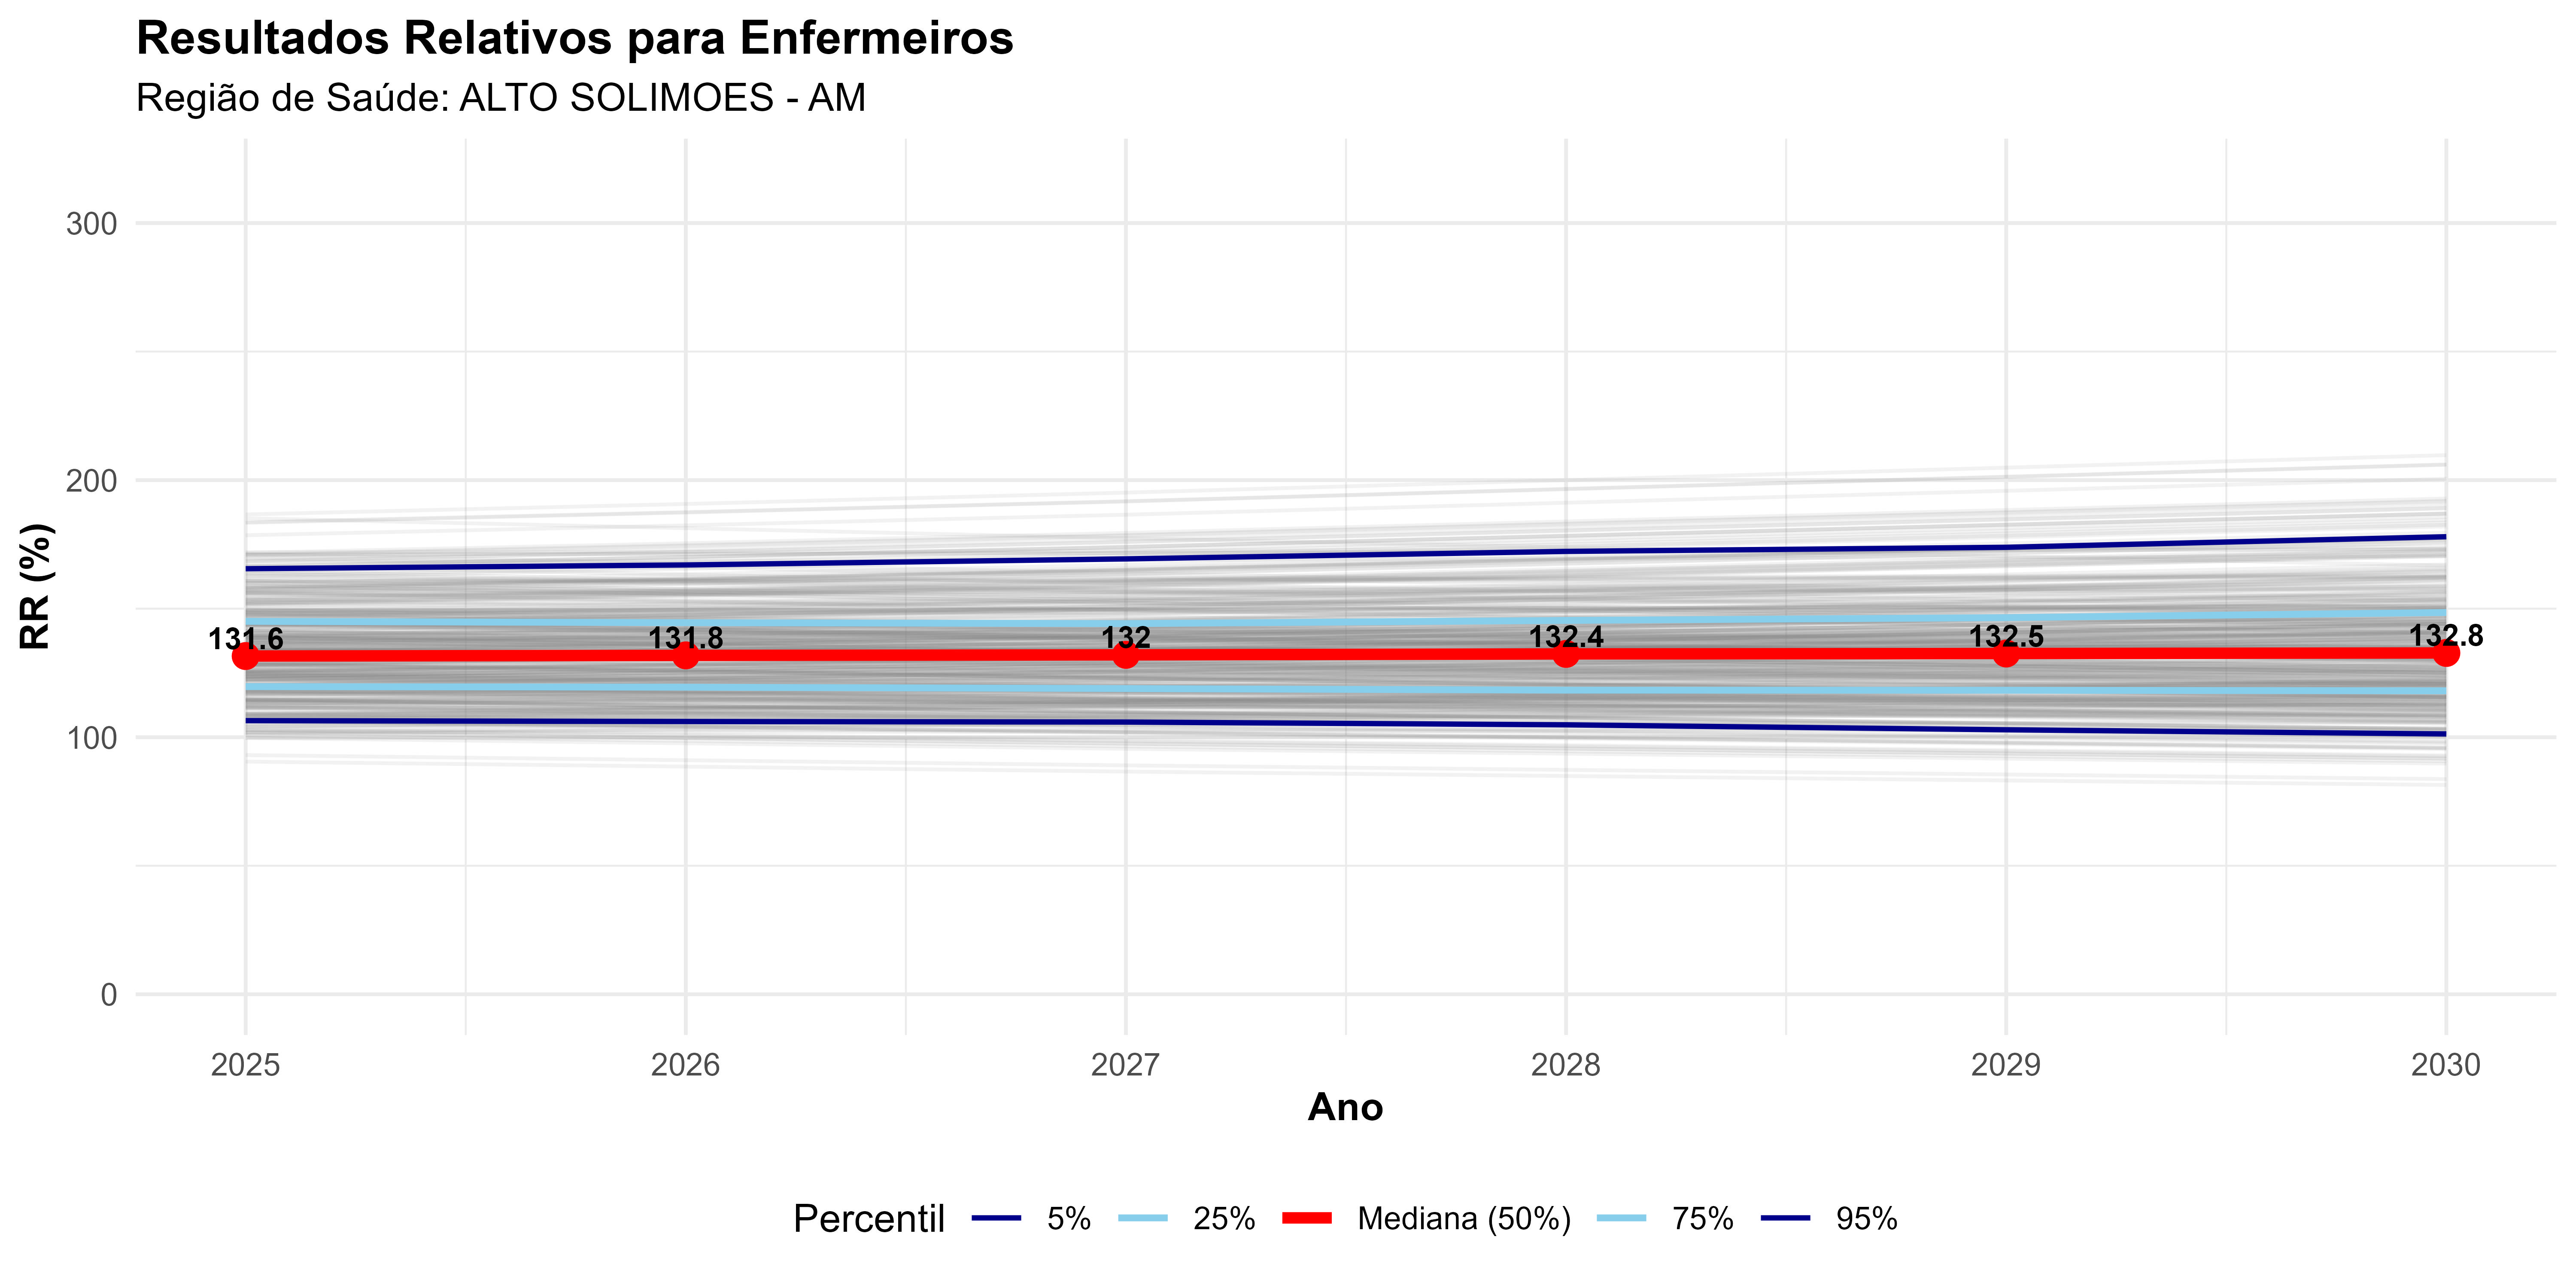 Resultados Relativos para Enfermeiros
Região de Saúde: ALTO SOLIMOES - AM
300
200
100
0
RR (%)
131.6 131.8 132 132.4 132.5 132.8
2025 2026 2027 2028 2029 2030
Ano
Percentil 5% 25% Mediana (50%) 75% 95%